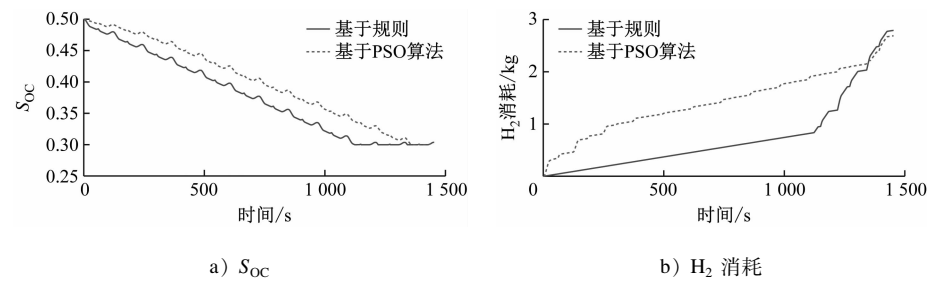 0.50
0.45
0.40
0.35
0.30
0.25
S_OC
0
500
1 000
1 500
时间/s
基于规则
基于PSO算法
a) S_OC
3
2
1
H₂消耗/kg
0
500
1 000
1 500
时间/s
基于规则
基于PSO算法
b) H₂ 消耗